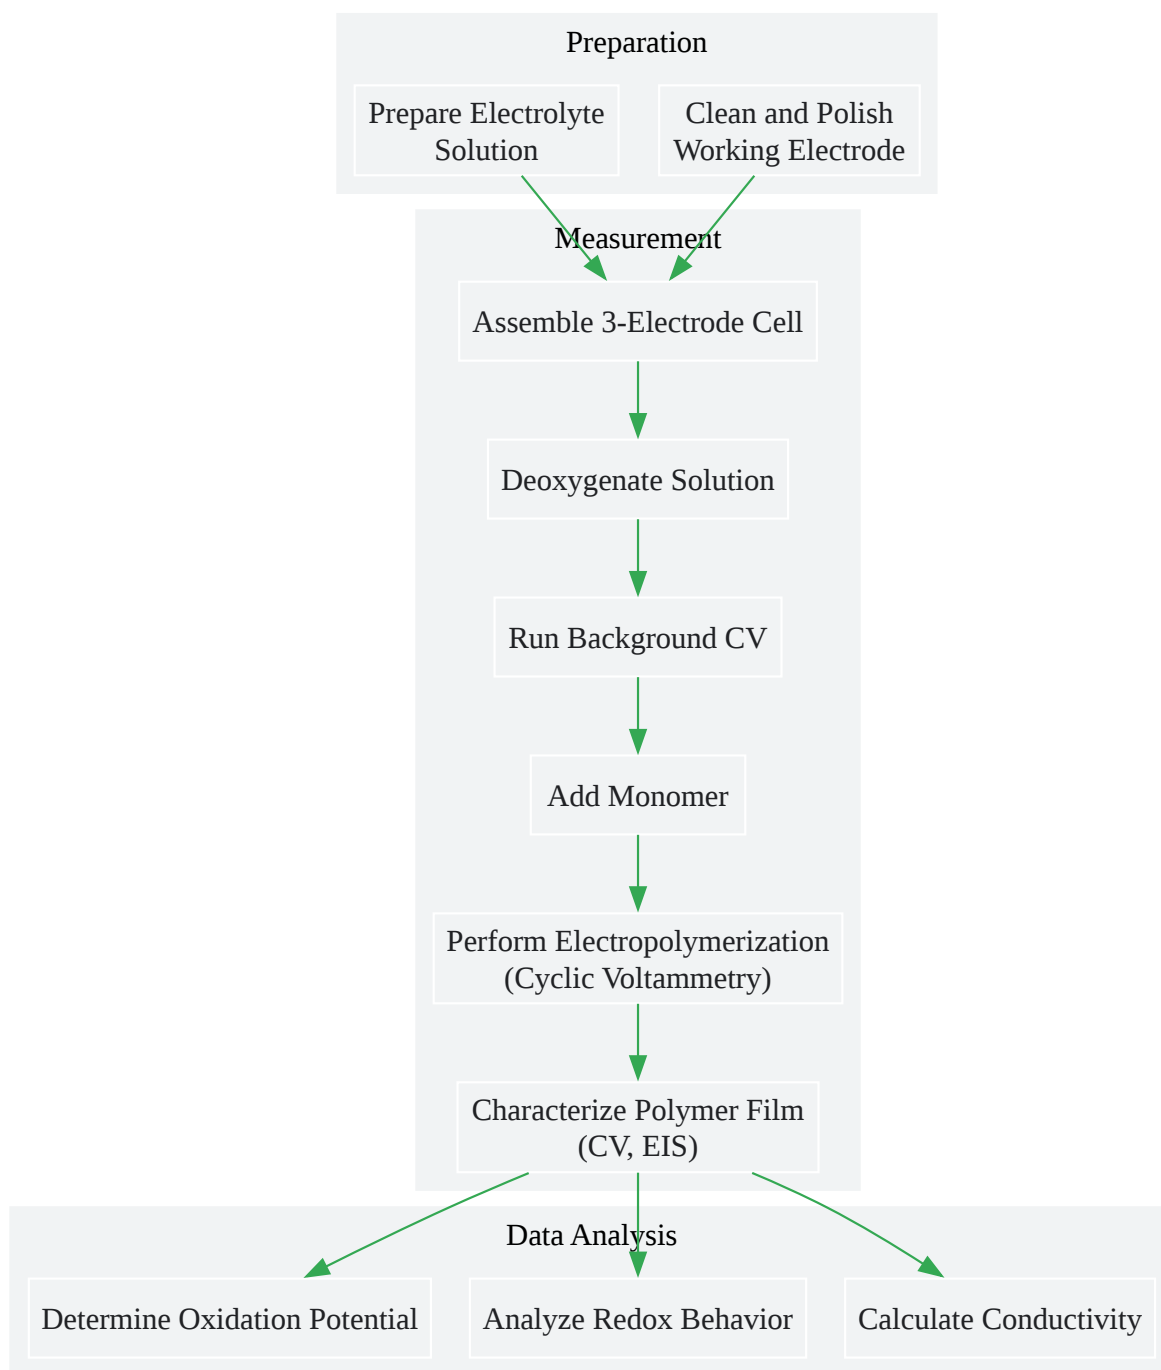 Preparation
Prepare Electrolyte
Solution
Clean and Polish
Working Electrode
Measurement
Assemble 3-Electrode Cell
Deoxygenate Solution
Run Background CV
Add Monomer
Perform Electropolymerization
(Cyclic Voltammetry)
Characterize Polymer Film
(CV, EIS)
Data Analysis
Determine Oxidation Potential
Analyze Redox Behavior
Calculate Conductivity